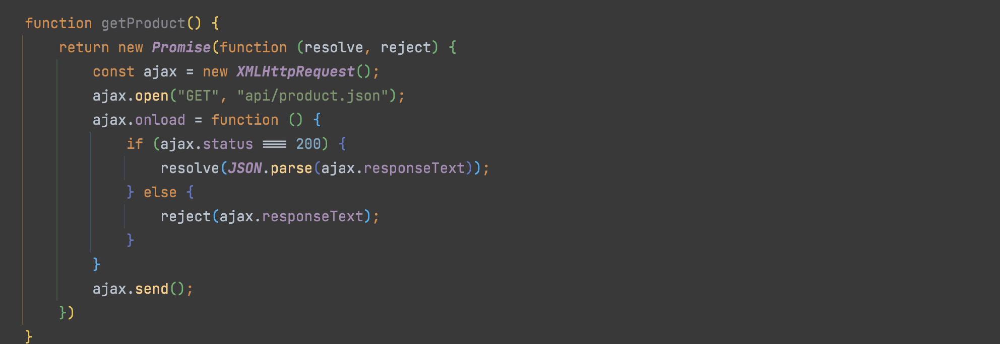 function getProduct() {
    return new Promise(function (resolve, reject) {
        const ajax = new XMLHttpRequest();
        ajax.open("GET", "api/product.json");
        ajax.onload = function () {
            if (ajax.status === 200) {
                resolve(JSON.parse(ajax.responseText));
            } else {
                reject(ajax.responseText);
            }
        }
        ajax.send();
    })
}